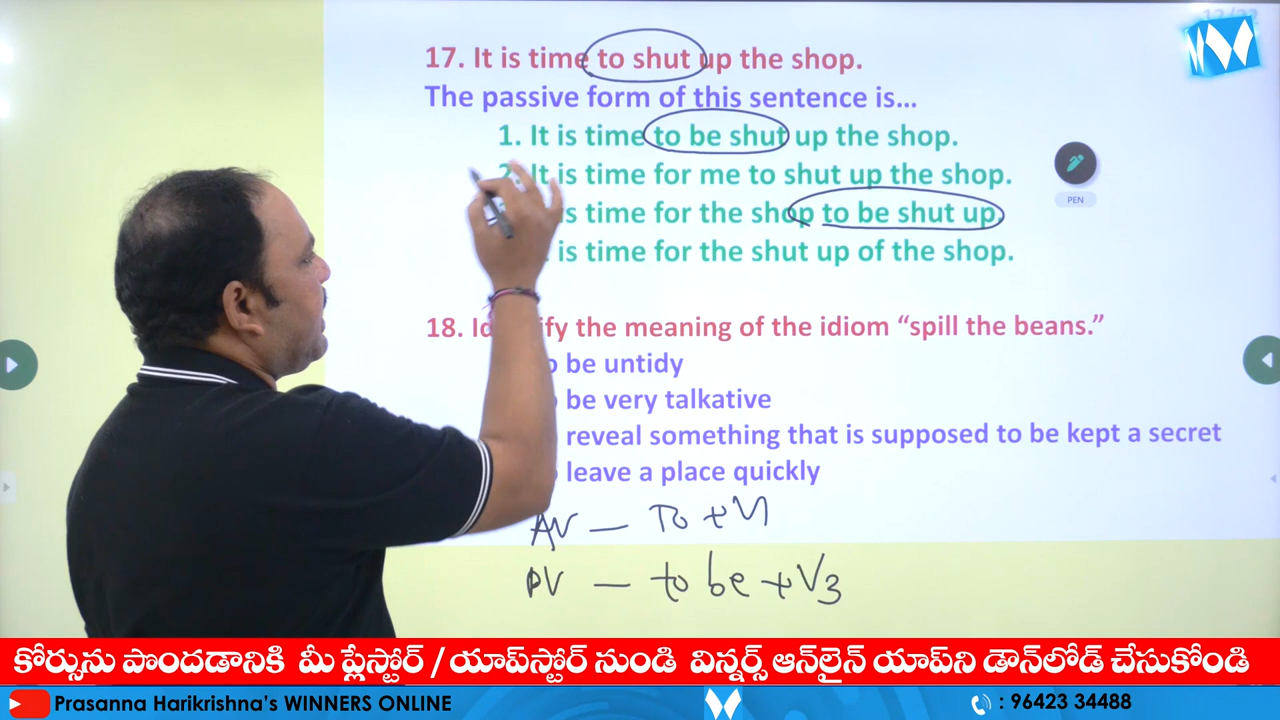 17. It is time to shut up the shop.
The passive form of this sentence is...
1. It is time to be shut up the shop.
2. It is time for me to shut up the shop.
is time for the shop to be shut up.
is time for the shut up of the shop.
PEN
18. Identify the meaning of the idiom “spill the beans.”
be untidy
be very talkative
reveal something that is supposed to be kept a secret
leave a place quickly
AV — To + V1
PV — to be + V3
కోర్సును పొందడానికి మీ ప్లేస్టోర్ / యాప్‌స్టోర్ నుండి విన్నర్స్ ఆన్‌లైన్ యాప్‌ని డౌన్‌లోడ్ చేసుకోండి
Prasanna Harikrishna's WINNERS ONLINE
: 96423 34488